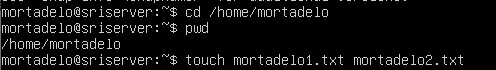 mortadelo@sriserver:~$ cd /home/mortadelo
mortadelo@sriserver:~$ pwd
/home/mortadelo
mortadelo@sriserver:~$ touch mortadelo1.txt mortadelo2.txt